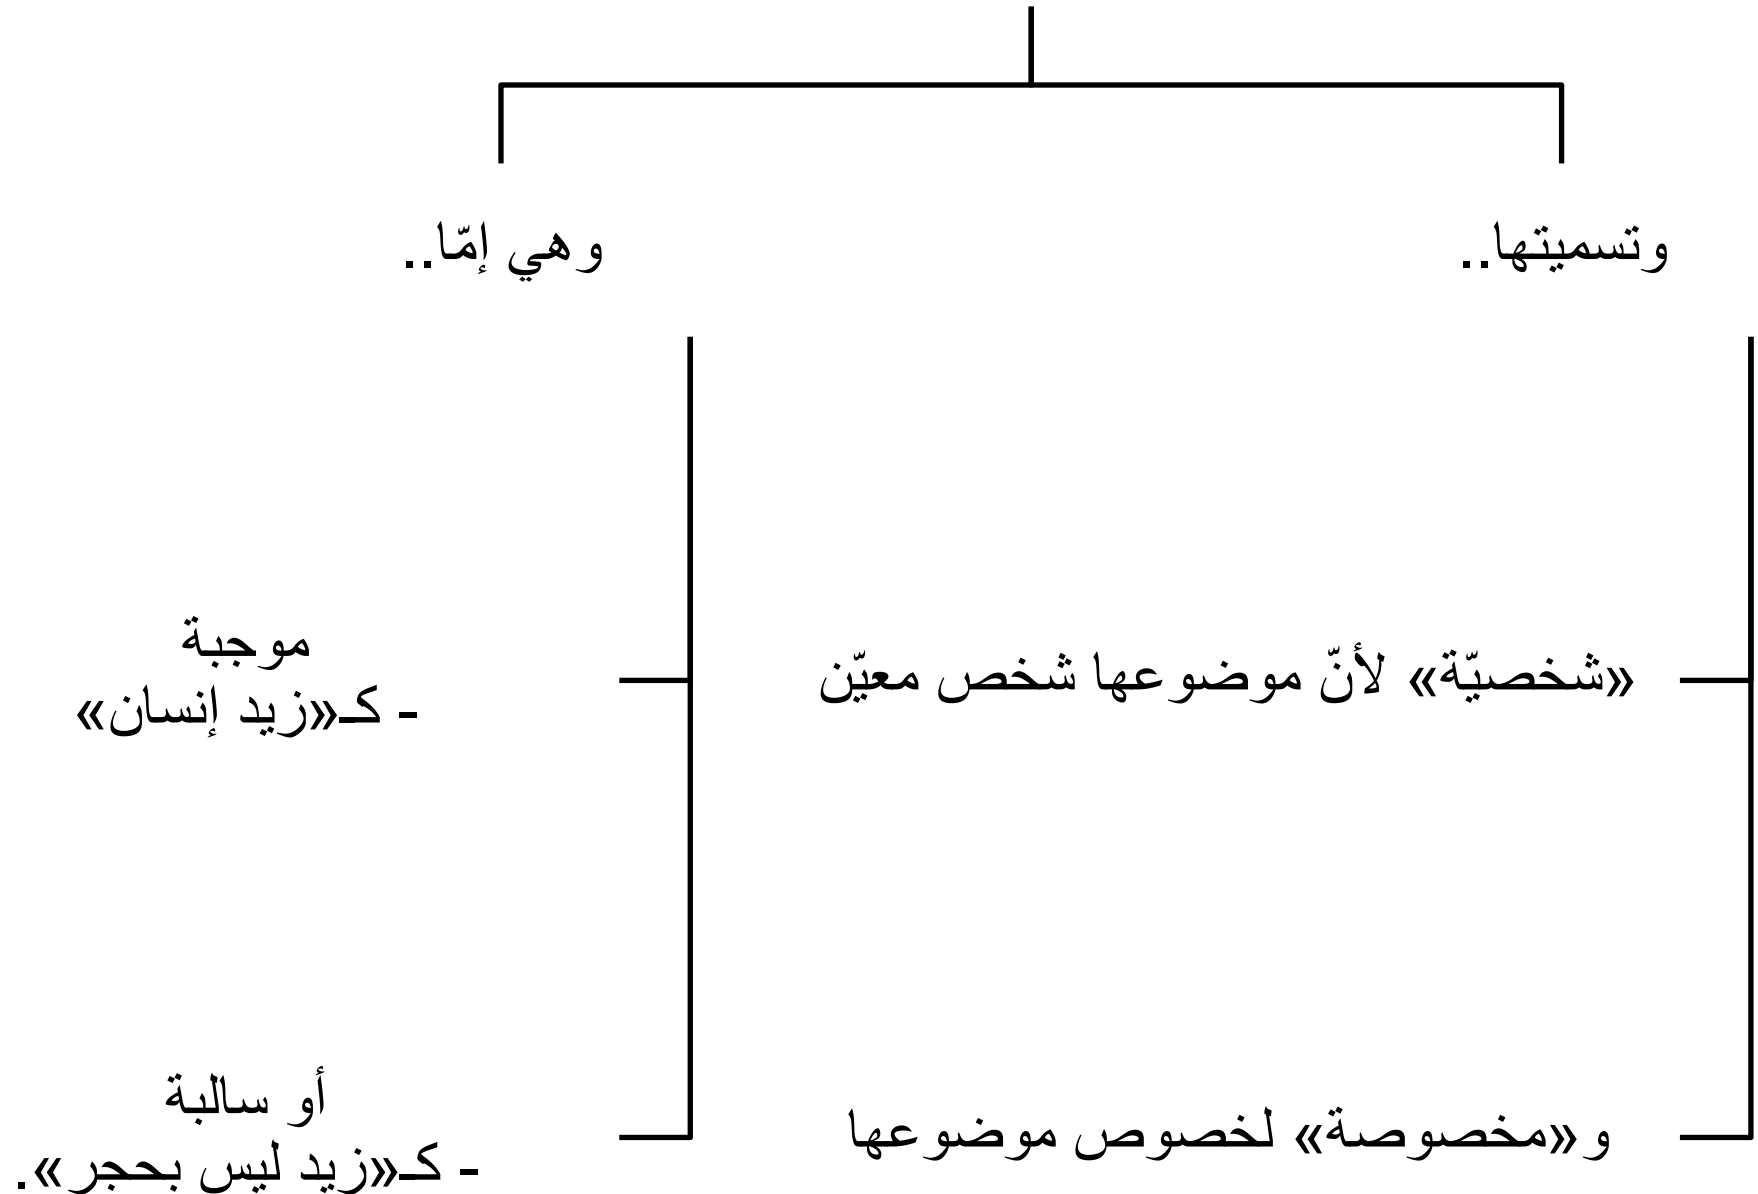 وتسميتها..
«شخصيّة» لأنّ موضوعها شخص معيّن
و«مخصوصة» لخصوص موضوعها
وهي إمّا..
موجبة
- كـ«زيد إنسان»
أو سالبة
- كـ«زيد ليس بحجر».